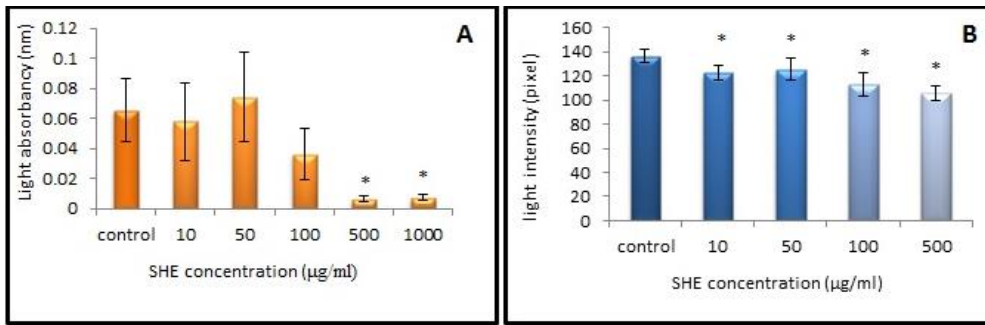 A
Light absorbancy (nm)
0.12
0.1
0.08
0.06
0.04
0.02
0
* *
control 10 50 100 500 1000
SHE concentration (µg/ml)
B
light intensity (pixel)
160
140
120
100
80
60
40
20
0
* * * *
control 10 50 100 500
SHE concentration (µg/ml)